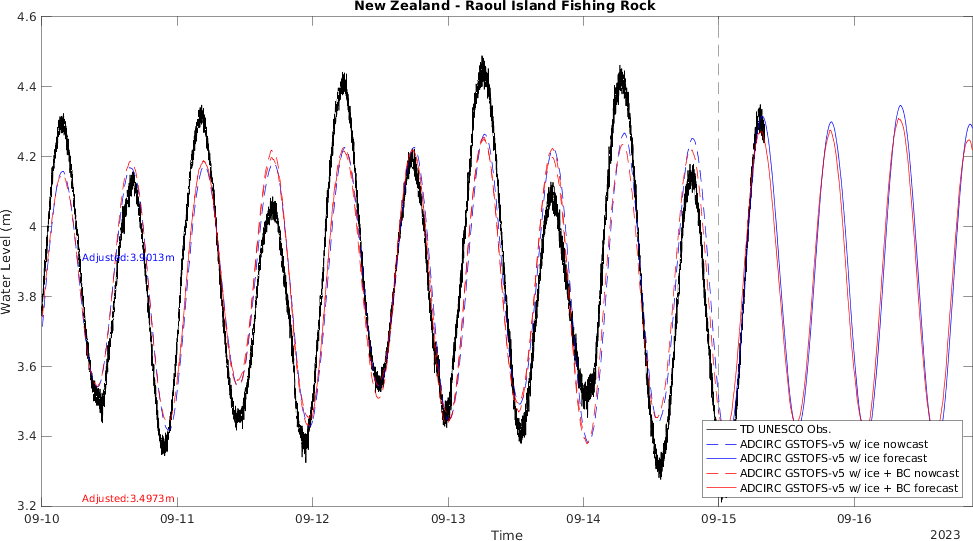 New Zealand - Raoul Island Fishing Rock
4.6
4.4
4.2
4
3.8
3.6
3.4
3.2
Water Level (m)
Adjusted:3.9013m
Adjusted:3.4973m
TD UNESCO Obs.
ADCIRC GSTOFS-v5 w/ ice nowcast
ADCIRC GSTOFS-v5 w/ ice forecast
ADCIRC GSTOFS-v5 w/ ice + BC nowcast
ADCIRC GSTOFS-v5 w/ ice + BC forecast
09-10 09-11 09-12 09-13 09-14 09-15 09-16
Time
2023